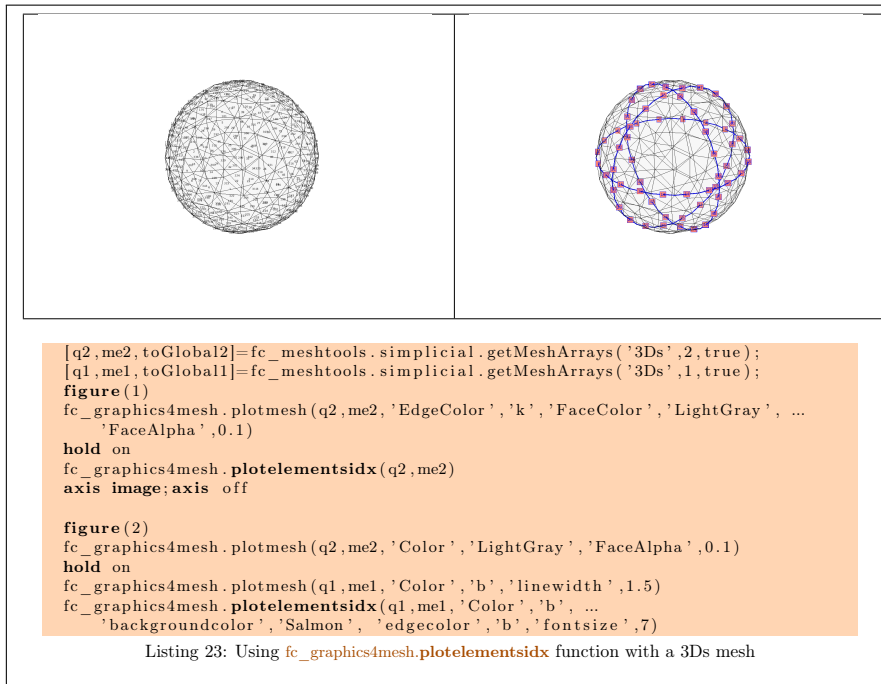 [q2,me2,toGlobal2]=fc_meshtools.simplicial.getMeshArrays('3Ds',2,true);
[q1,me1,toGlobal1]=fc_meshtools.simplicial.getMeshArrays('3Ds',1,true);
figure(1)
fc_graphics4mesh.plotmesh(q2,me2,'EdgeColor','k','FaceColor','LightGray', ...
'FaceAlpha',0.1)
hold on
fc_graphics4mesh.plotelementsidx(q2,me2)
axis image;axis off
figure(2)
fc_graphics4mesh.plotmesh(q2,me2,'Color','LightGray','FaceAlpha',0.1)
hold on
fc_graphics4mesh.plotmesh(q1,me1,'Color','b','linewidth',1.5)
fc_graphics4mesh.plotelementsidx(q1,me1,'Color','b', ...
'backgroundcolor','Salmon', 'edgecolor','b','fontsize',7)
Listing 23: Using fc_graphics4mesh.plotelementsidx function with a 3Ds mesh